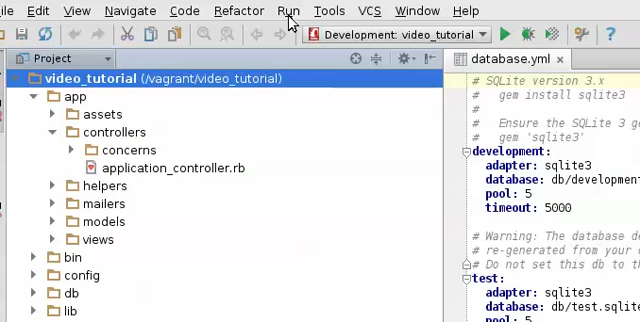 ile Edit View Navigate Code Refactor Run Tools VCS Window Help
Development: video_tutorial
Project
database.yml
video_tutorial (/vagrant/video_tutorial)
app
assets
controllers
concerns
application_controller.rb
helpers
mailers
models
views
bin
config
db
lib
# SQLite version 3.x
#   gem install sqlite3
#
#   Ensure the SQLite 3 ge
#   gem 'sqlite3'
development:
adapter: sqlite3
database: db/development
pool: 5
timeout: 5000
# Warning: The database de
# re-generated from your d
# Do not set this db to th
test:
adapter: sqlite3
database: db/test.sqlite
pool: 5